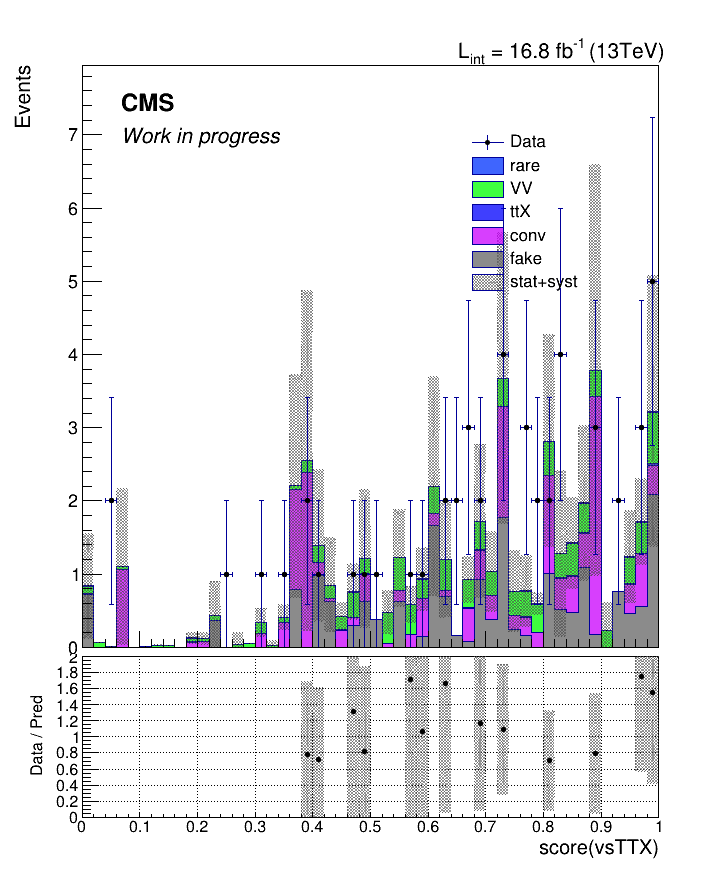 L_int = 16.8 fb^-1 (13TeV)
Events
CMS
Work in progress
Data
rare
VV
ttX
conv
fake
stat+syst
7
6
5
4
3
2
1
0
Data / Pred
2
1.8
1.6
1.4
1.2
1
0.8
0.6
0.4
0.2
0
0 0.1 0.2 0.3 0.4 0.5 0.6 0.7 0.8 0.9 1
score(vsTTX)